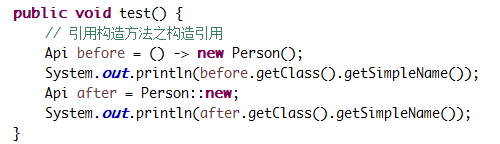 public void test() {
// 引用构造方法之构造引用
Api before = () -> new Person();
System.out.println(before.getClass().getSimpleName());
Api after = Person::new;
System.out.println(after.getClass().getSimpleName());
}